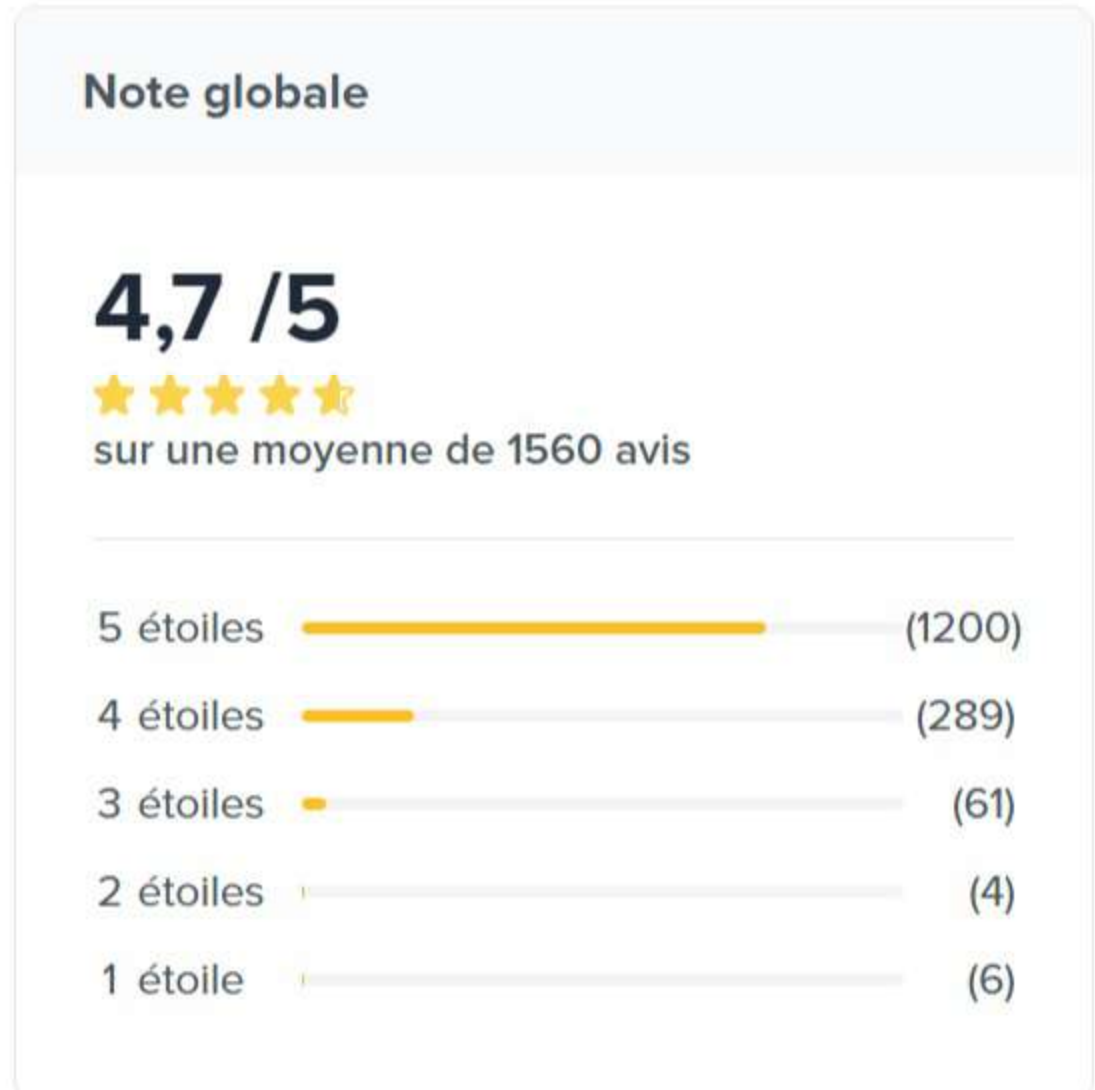 Note globale
4,7 /5
sur une moyenne de 1560 avis
5 étoiles (1200)
4 étoiles (289)
3 étoiles (61)
2 étoiles (4)
1 étoile (6)